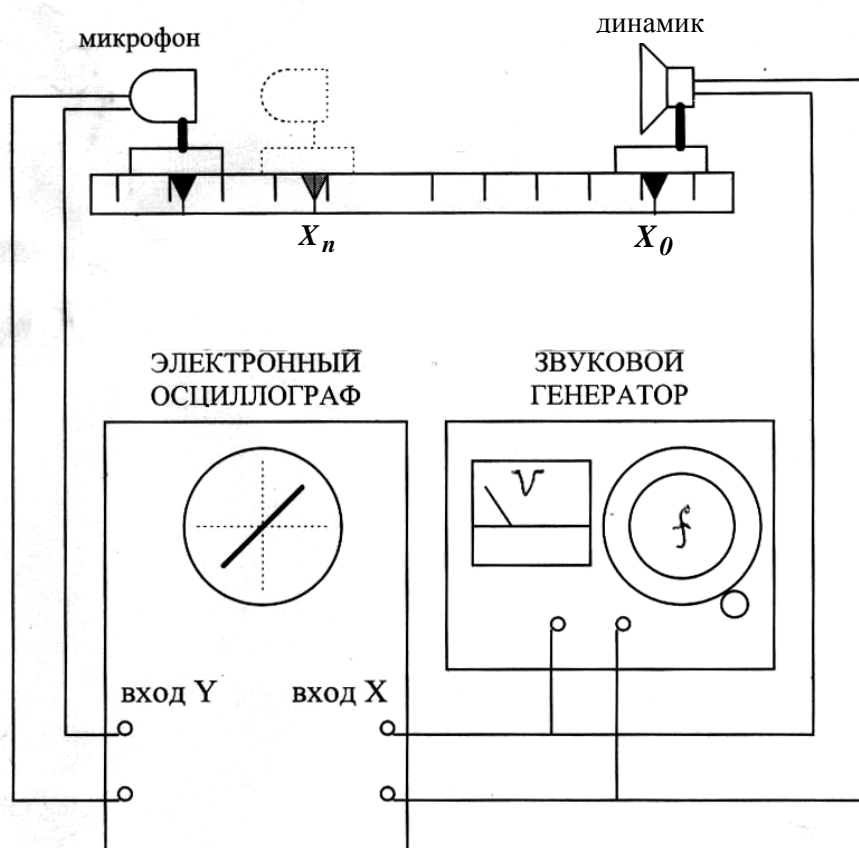 микрофон
динамик
X n
X 0
ЭЛЕКТРОННЫЙ
ОСЦИЛЛОГРАФ
ЗВУКОВОЙ
ГЕНЕРАТОР
V
f
вход Y
вход X